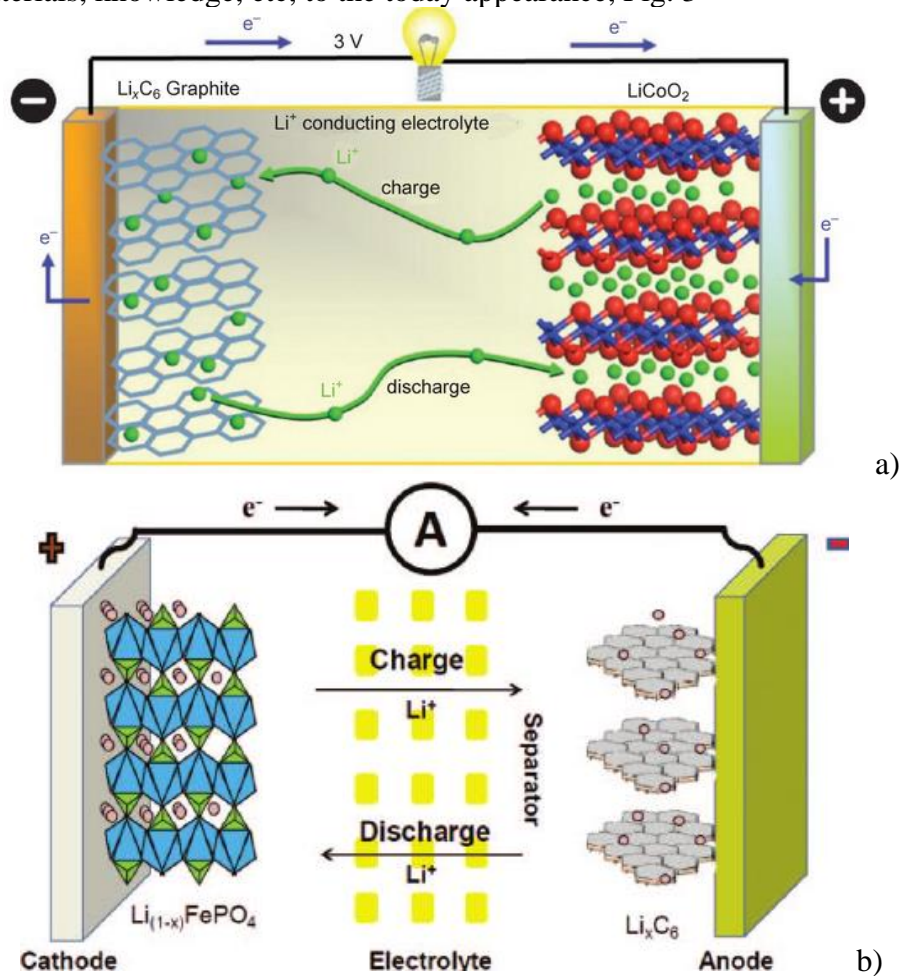 terials, knowledge, etc, to the today appearance, Fig. 3
e⁻ 3 V e⁻
− LiₓC₆ Graphite LiCoO₂ +
Li⁺ conducting electrolyte
Li⁺
charge
e⁻ e⁻
Li⁺
discharge
a)
e⁻ e⁻
+ A −
Charge
Li⁺
Separator
Discharge
Li⁺
Li₍₁₋ₓ₎FePO₄ LiₓC₆
Cathode Electrolyte Anode b)